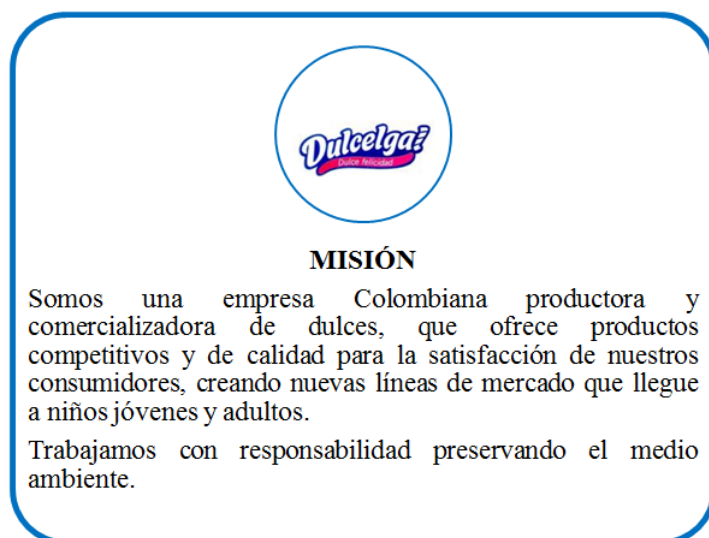 Dulcelga
Dulce felicidad
MISIÓN
Somos una empresa Colombiana productora y
comercializadora de dulces, que ofrece productos
competitivos y de calidad para la satisfacción de nuestros
consumidores, creando nuevas líneas de mercado que llegue
a niños jóvenes y adultos.
Trabajamos con responsabilidad preservando el medio
ambiente.